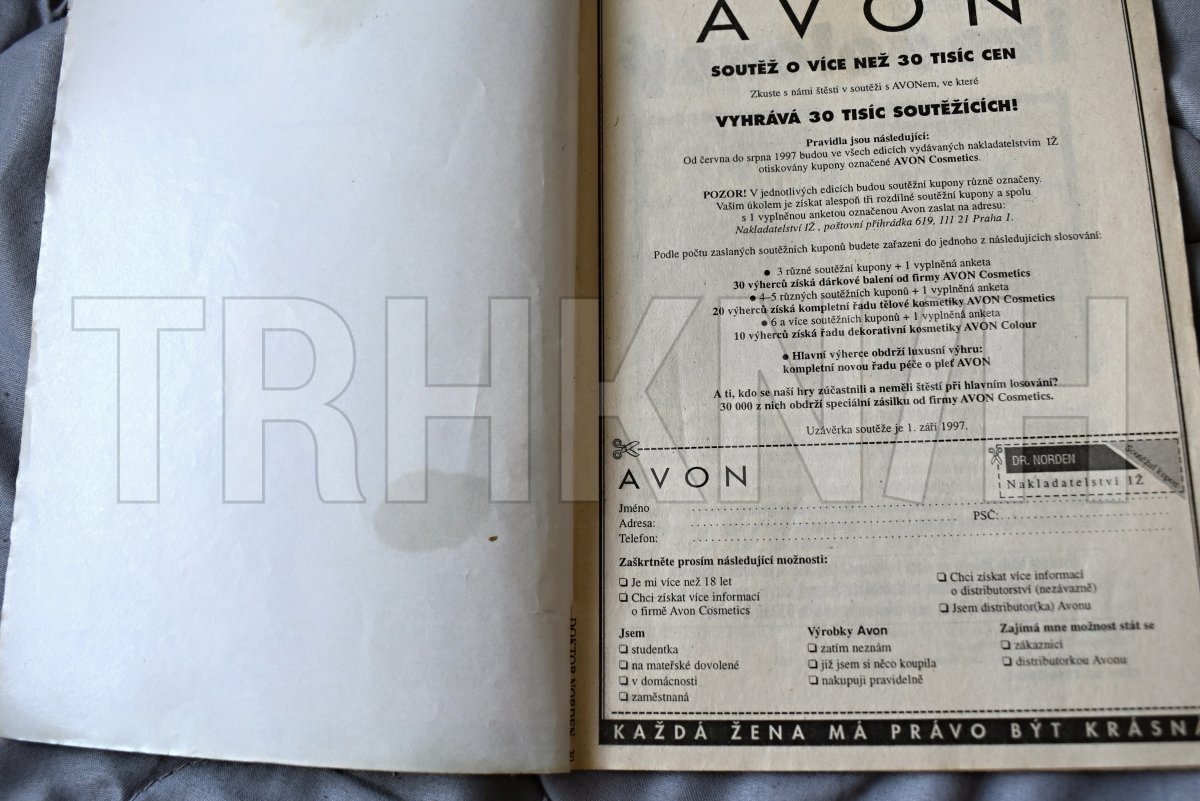 AVON
SOUTĚŽ O VÍCE NEŽ 30 TISÍC CEN
Zkuste s námi štěstí v soutěži s AVONem, ve které
VYHRÁVÁ 30 TISÍC SOUTĚŽÍCÍCH!
Pravidla jsou následující:
Od června do srpna 1997 budou ve všech edicích vydávaných nakladatelstvím IŽ
otiskovány kupony označené AVON Cosmetics.
POZOR! V jednotlivých edicích budou soutěžní kupony různě označeny.
Vaším úkolem je získat alespoň tři rozdílné soutěžní kupony a spolu
s 1 vyplněnou anketou označenou Avon zaslat na adresu:
Nakladatelství IŽ , poštovní přihrádka 619, 111 21 Praha 1.
Podle počtu zaslaných soutěžních kuponů budete zařazeni do jednoho z následujících slosování:
● 3 různé soutěžní kupony + 1 vyplněná anketa
30 výherců získá dárkové balení od firmy AVON Cosmetics
● 4–5 různých soutěžních kuponů + 1 vyplněná anketa
20 výherců získá kompletní řadu tělové kosmetiky AVON Cosmetics
● 6 a více soutěžních kuponů + 1 vyplněná anketa
10 výherců získá řadu dekorativní kosmetiky AVON Colour
● Hlavní výherce obdrží luxusní výhru:
kompletní novou řadu péče o pleť AVON
A ti, kdo se naší hry zúčastnili a neměli štěstí při hlavním losování?
30 000 z nich obdrží speciální zásilku od firmy AVON Cosmetics.
Uzávěrka soutěže je 1. září 1997.
AVON
DR. NORDEN
Soutěžní kupon
Nakladatelství IŽ
Jméno
Adresa:
PSČ:
Telefon:
Zaškrtněte prosím následující možnosti:
❏ Je mi více než 18 let
❏ Chci získat více informací
o firmě Avon Cosmetics
❏ Chci získat více informací
o distributorství (nezávazně)
❏ Jsem distributor(ka) Avonu
Jsem
❏ studentka
❏ na mateřské dovolené
❏ v domácnosti
❏ zaměstnaná
Výrobky Avon
❏ zatím neznám
❏ již jsem si něco koupila
❏ nakupuji pravidelně
Zajímá mne možnost stát se
❏ zákaznicí
❏ distributorkou Avonu
KAŽDÁ ŽENA MÁ PRÁVO BÝT KRÁSNÁ
DOKTOR NORDEN
TRHKNIH